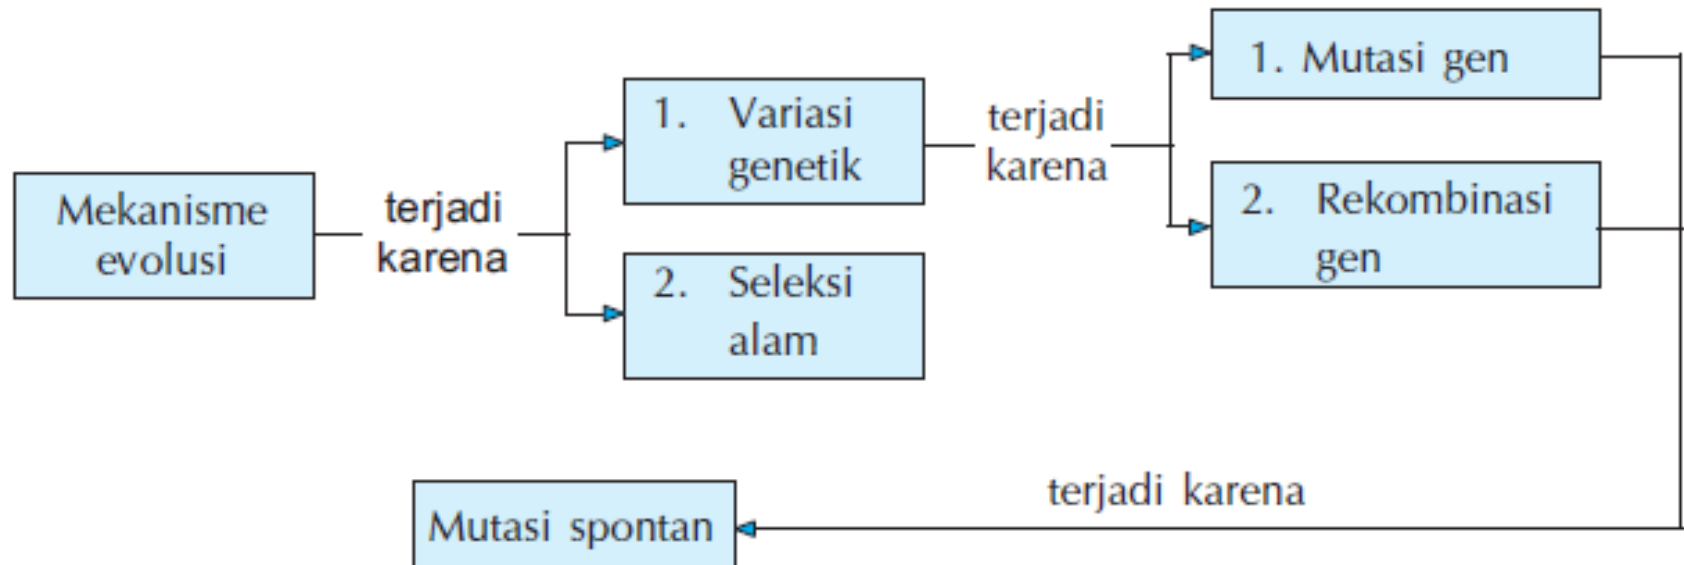 Mekanisme
evolusi
terjadi
karena
1. Variasi
genetik
2. Seleksi
alam
terjadi
karena
1. Mutasi gen
2. Rekombinasi
gen
terjadi karena
Mutasi spontan